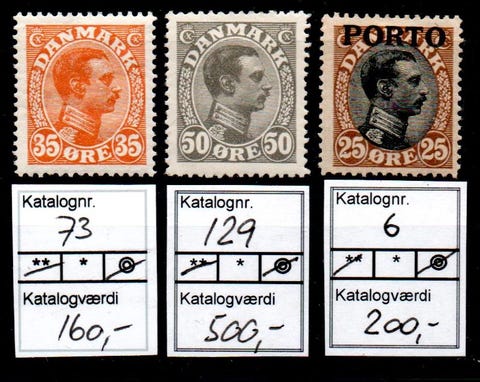 DANMARK
35 ØRE 35
DANMARK
50 ØRE 50
PORTO
DANMARK
25 ØRE 25
Katalognr.
73
** * ⊚
Katalogværdi
160,-
Katalognr.
129
** * ⊚
Katalogværdi
500,-
Katalognr.
6
** * ⊚
Katalogværdi
200,-